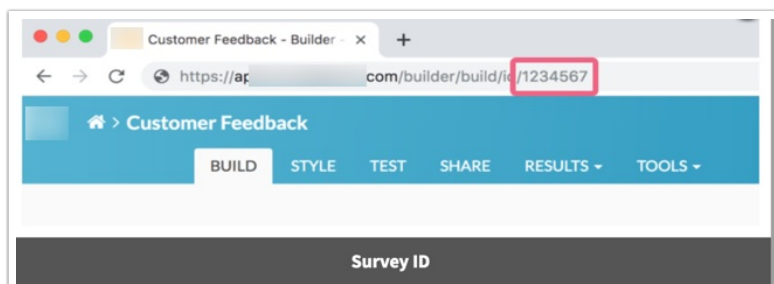 Customer Feedback - Builder -
https://ap com/builder/build/id/1234567
> Customer Feedback
BUILD STYLE TEST SHARE RESULTS TOOLS
Survey ID